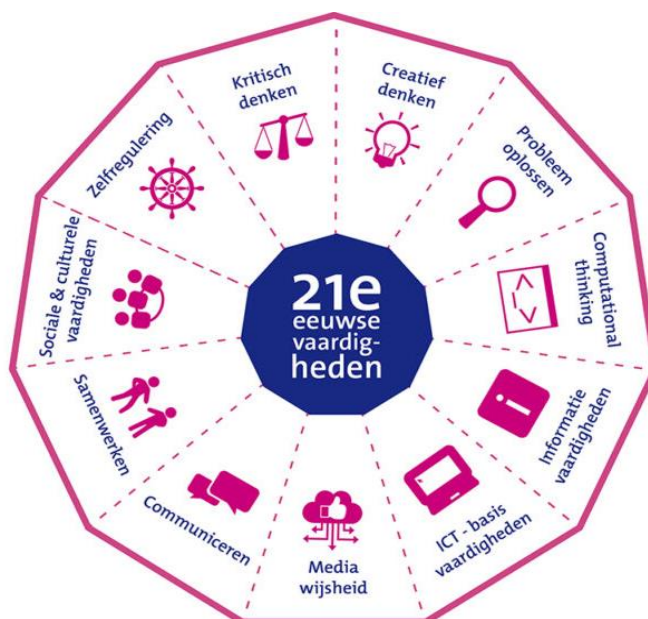 21e
eeuwse
vaardig-
heden
Kritisch
denken
Creatief
denken
Probleem
oplossen
Computational
thinking
Informatie
vaardigheden
ICT - basis
vaardigheden
Media
wijsheid
Communiceren
Samenwerken
Sociale & culturele
vaardigheden
Zelfregulering